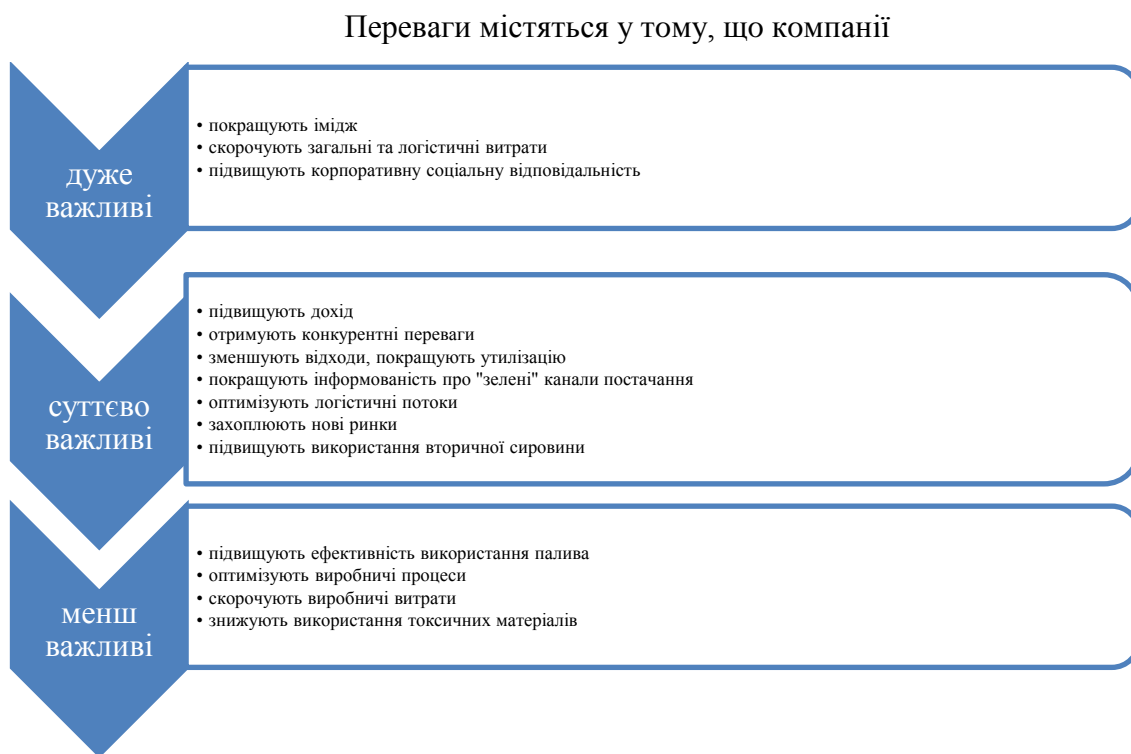 Переваги містяться у тому, що компанії
дуже
важливі
• покращують імідж
• скорочують загальні та логістичні витрати
• підвищують корпоративну соціальну відповідальність
суттєво
важливі
• підвищують дохід
• отримують конкурентні переваги
• зменшують відходи, покращують утилізацію
• покращують інформованість про "зелені" канали постачання
• оптимізують логістичні потоки
• захоплюють нові ринки
• підвищують використання вторичної сировини
менш
важливі
• підвищують ефективність використання палива
• оптимізують виробничі процеси
• скорочують виробничі витрати
• знижують використання токсичних матеріалів